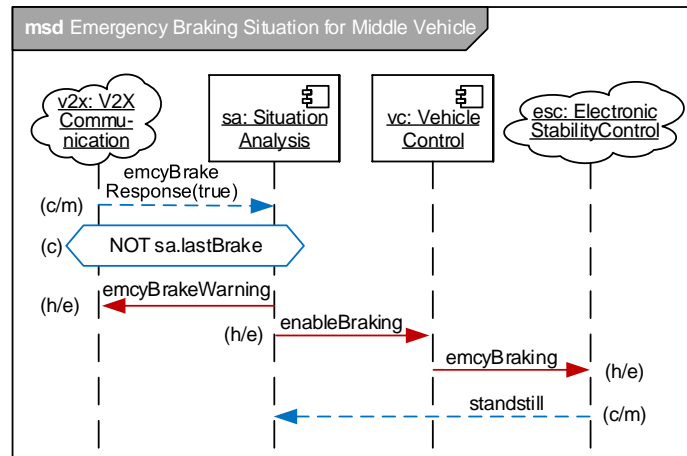 msd Emergency Braking Situation for Middle Vehicle
v2x: V2X
Commu-
nication
sa: Situation
Analysis
vc: Vehicle
Control
esc: Electronic
StabilityControl
emcyBrake
Response(true)
(c/m)
(c)
NOT sa.lastBrake
emcyBrakeWarning
(h/e)
(h/e)
enableBraking
emcyBraking
(h/e)
standstill
(c/m)